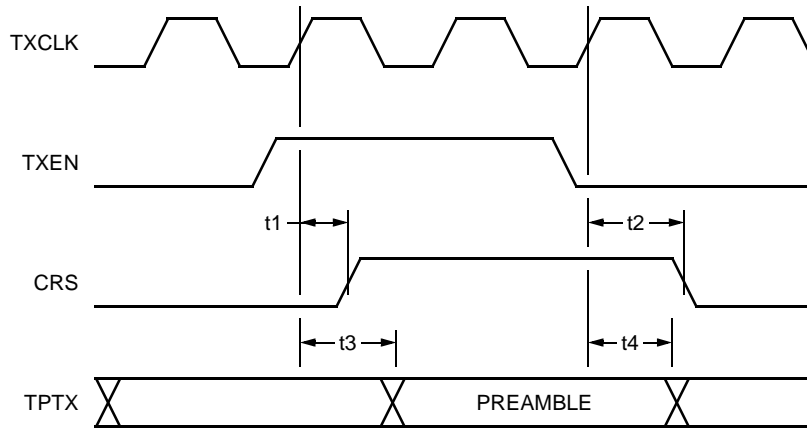 TXCLK
TXEN
t1
t2
CRS
t3
t4
TPTX
PREAMBLE